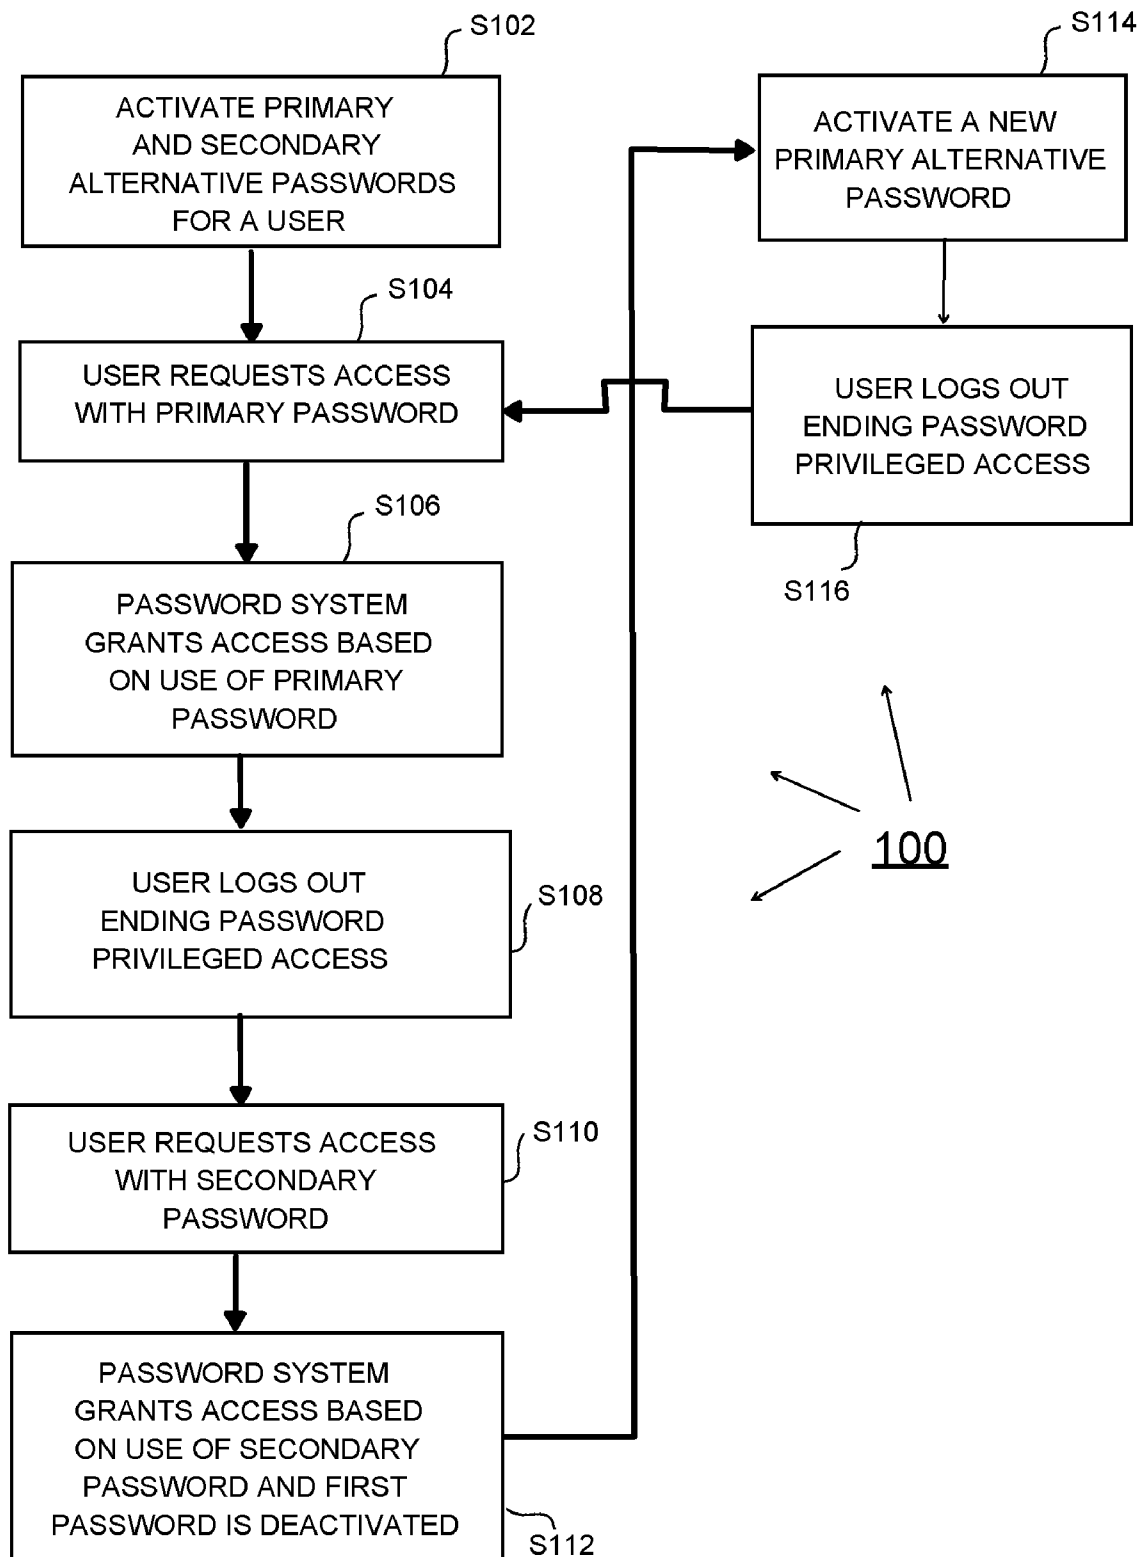 S102
ACTIVATE PRIMARY
AND SECONDARY
ALTERNATIVE PASSWORDS
FOR A USER
S104
USER REQUESTS ACCESS
WITH PRIMARY PASSWORD
S106
PASSWORD SYSTEM
GRANTS ACCESS BASED
ON USE OF PRIMARY
PASSWORD
USER LOGS OUT
ENDING PASSWORD
PRIVILEGED ACCESS
S108
USER REQUESTS ACCESS
WITH SECONDARY
PASSWORD
S110
PASSWORD SYSTEM
GRANTS ACCESS BASED
ON USE OF SECONDARY
PASSWORD AND FIRST
PASSWORD IS DEACTIVATED
S112
S114
ACTIVATE A NEW
PRIMARY ALTERNATIVE
PASSWORD
USER LOGS OUT
ENDING PASSWORD
PRIVILEGED ACCESS
S116
100